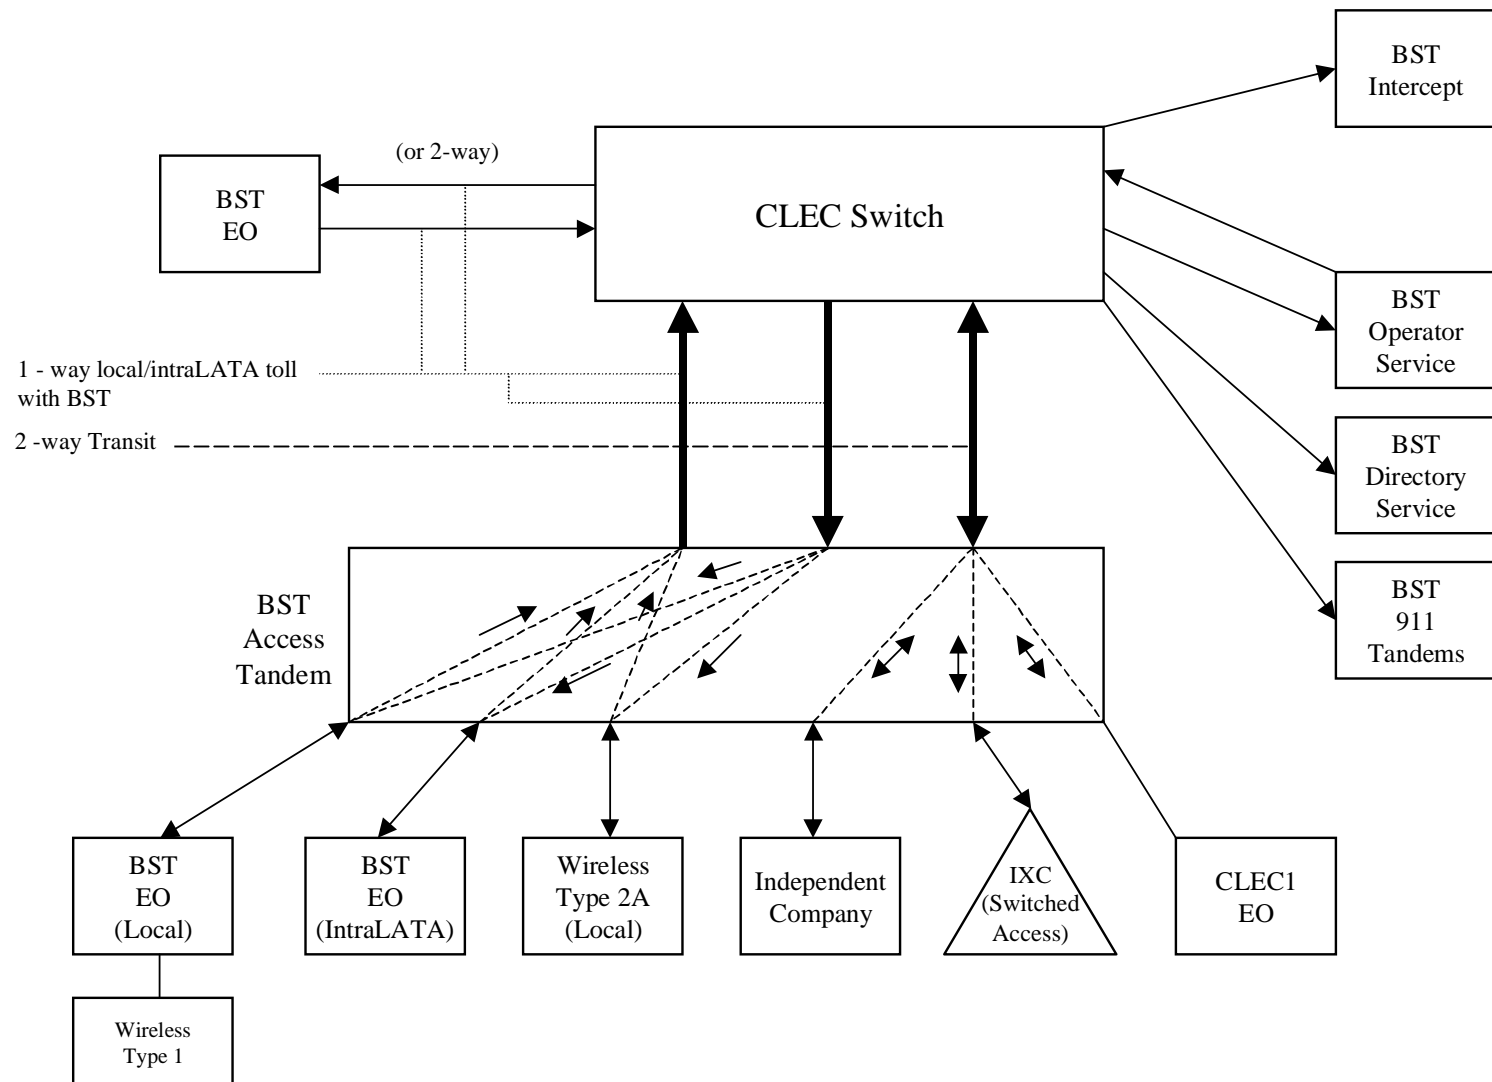 BST
Intercept
(or 2-way)
BST
EO
CLEC Switch
BST
Operator
Service
1 - way local/intraLATA toll
with BST
2 -way Transit
BST
Directory
Service
BST
911
Tandems
BST
Access
Tandem
BST
EO
(Local)
BST
EO
(IntraLATA)
Wireless
Type 2A
(Local)
Independent
Company
IXC
(Switched
Access)
CLEC1
EO
Wireless
Type 1